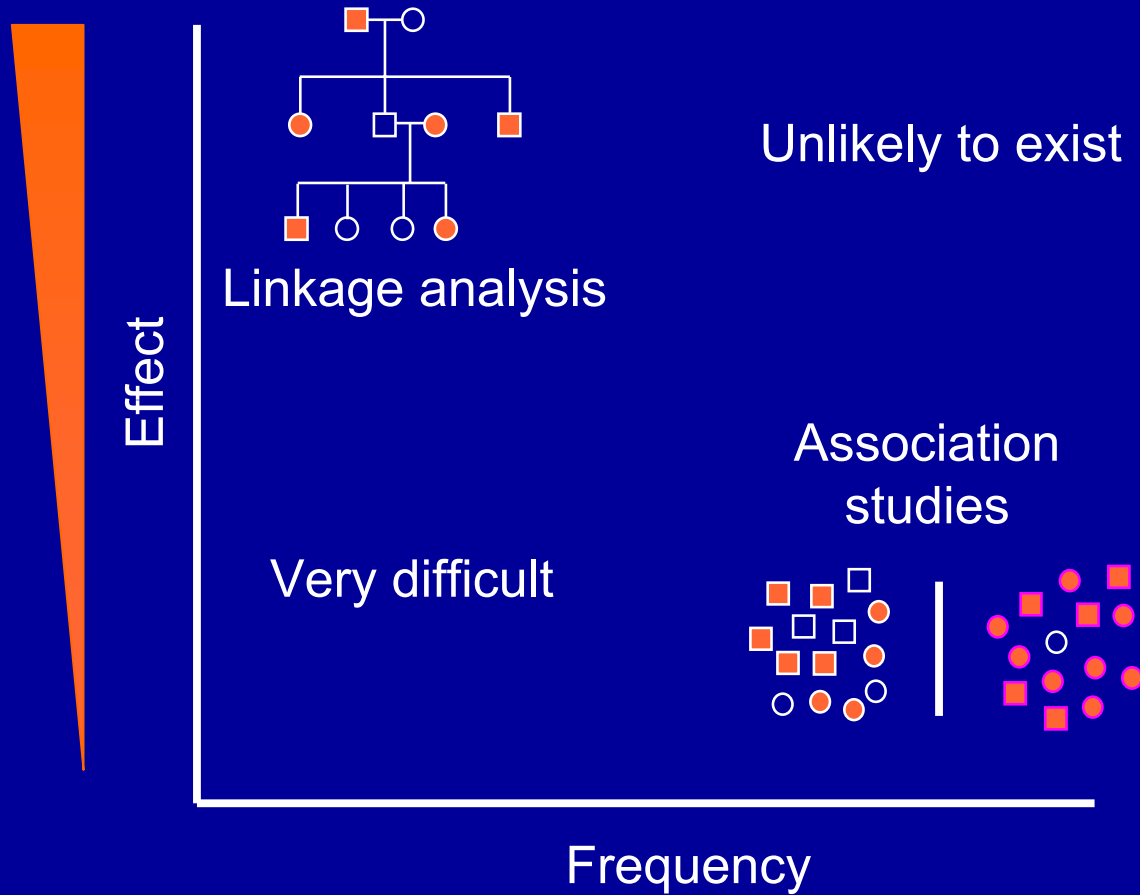 Unlikely to exist
Linkage analysis
Effect
Association
studies
Very difficult
Frequency